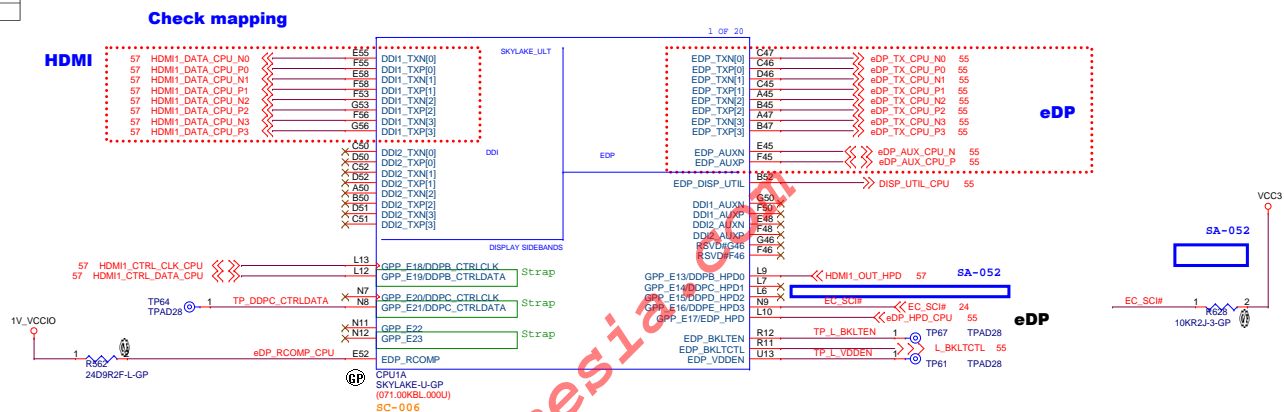 Check mapping
HDMI
1 OF 20
SKYLAKE_ULT
57 HDMI1_DATA_CPU_N0 E55 DDI1_TXN[0]
57 HDMI1_DATA_CPU_P0 F55 DDI1_TXP[0]
57 HDMI1_DATA_CPU_N1 E58 DDI1_TXN[1]
57 HDMI1_DATA_CPU_P1 F58 DDI1_TXP[1]
57 HDMI1_DATA_CPU_N2 F53 DDI1_TXN[2]
57 HDMI1_DATA_CPU_P2 G53 DDI1_TXP[2]
57 HDMI1_DATA_CPU_N3 F56 DDI1_TXN[3]
57 HDMI1_DATA_CPU_P3 G56 DDI1_TXP[3]
C50 DDI2_TXN[0]
D50 DDI2_TXP[0]
C52 DDI2_TXN[1]
D52 DDI2_TXP[1]
A50 DDI2_TXN[2]
B50 DDI2_TXP[2]
D51 DDI2_TXN[3]
C51 DDI2_TXP[3]
DDI
EDP
DISPLAY SIDEBANDS
57 HDMI1_CTRL_CLK_CPU L13 GPP_E18/DDPB_CTRLCLK
57 HDMI1_CTRL_DATA_CPU L12 GPP_E19/DDPB_CTRLDATA
Strap
N7 GPP_E20/DDPC_CTRLCLK
TP64 TPAD28 1 TP_DDPC_CTRLDATA N8 GPP_E21/DDPC_CTRLDATA
Strap
N11 GPP_E22
N12 GPP_E23
Strap
1V_VCCIO
1 R562 2
24D9R2F-L-GP
eDP_RCOMP_CPU E52 EDP_RCOMP
GP
CPU1A
SKYLAKE-U-GP
(071.00KBL.000U)
SC-006
EDP_TXN[0] C47 eDP_TX_CPU_N0 55
EDP_TXP[0] C46 eDP_TX_CPU_P0 55
EDP_TXN[1] D46 eDP_TX_CPU_N1 55
EDP_TXP[1] C45 eDP_TX_CPU_P1 55
EDP_TXN[2] A45 eDP_TX_CPU_N2 55
EDP_TXP[2] B45 eDP_TX_CPU_P2 55
EDP_TXN[3] A47 eDP_TX_CPU_N3 55
EDP_TXP[3] B47 eDP_TX_CPU_P3 55
eDP
EDP_AUXN E45 eDP_AUX_CPU_N 55
EDP_AUXP F45 eDP_AUX_CPU_P 55
EDP_DISP_UTIL B52 DISP_UTIL_CPU 55
DDI1_AUXN G50
DDI1_AUXP F50
DDI2_AUXN E48
DDI2_AUXP F48
RSVD#G46 G46
RSVD#F46 F46
GPP_E13/DDPB_HPD0 L9 HDMI1_OUT_HPD 57
GPP_E14/DDPC_HPD1 L7
SA-052
GPP_E15/DDPD_HPD2 L6
GPP_E16/DDPE_HPD3 N9 EC_SCI# EC_SCI# 24
GPP_E17/EDP_HPD L10 eDP_HPD_CPU 55
eDP
EDP_BKLTEN R12 TP_L_BKLTEN 1 TP67 TPAD28
EDP_BKLTCTL R11 L_BKLTCTL 55
EDP_VDDEN U13 TP_L_VDDEN 1 TP61 TPAD28
VCC3
SA-052
EC_SCI# 1 R628 2
10KR2J-3-GP